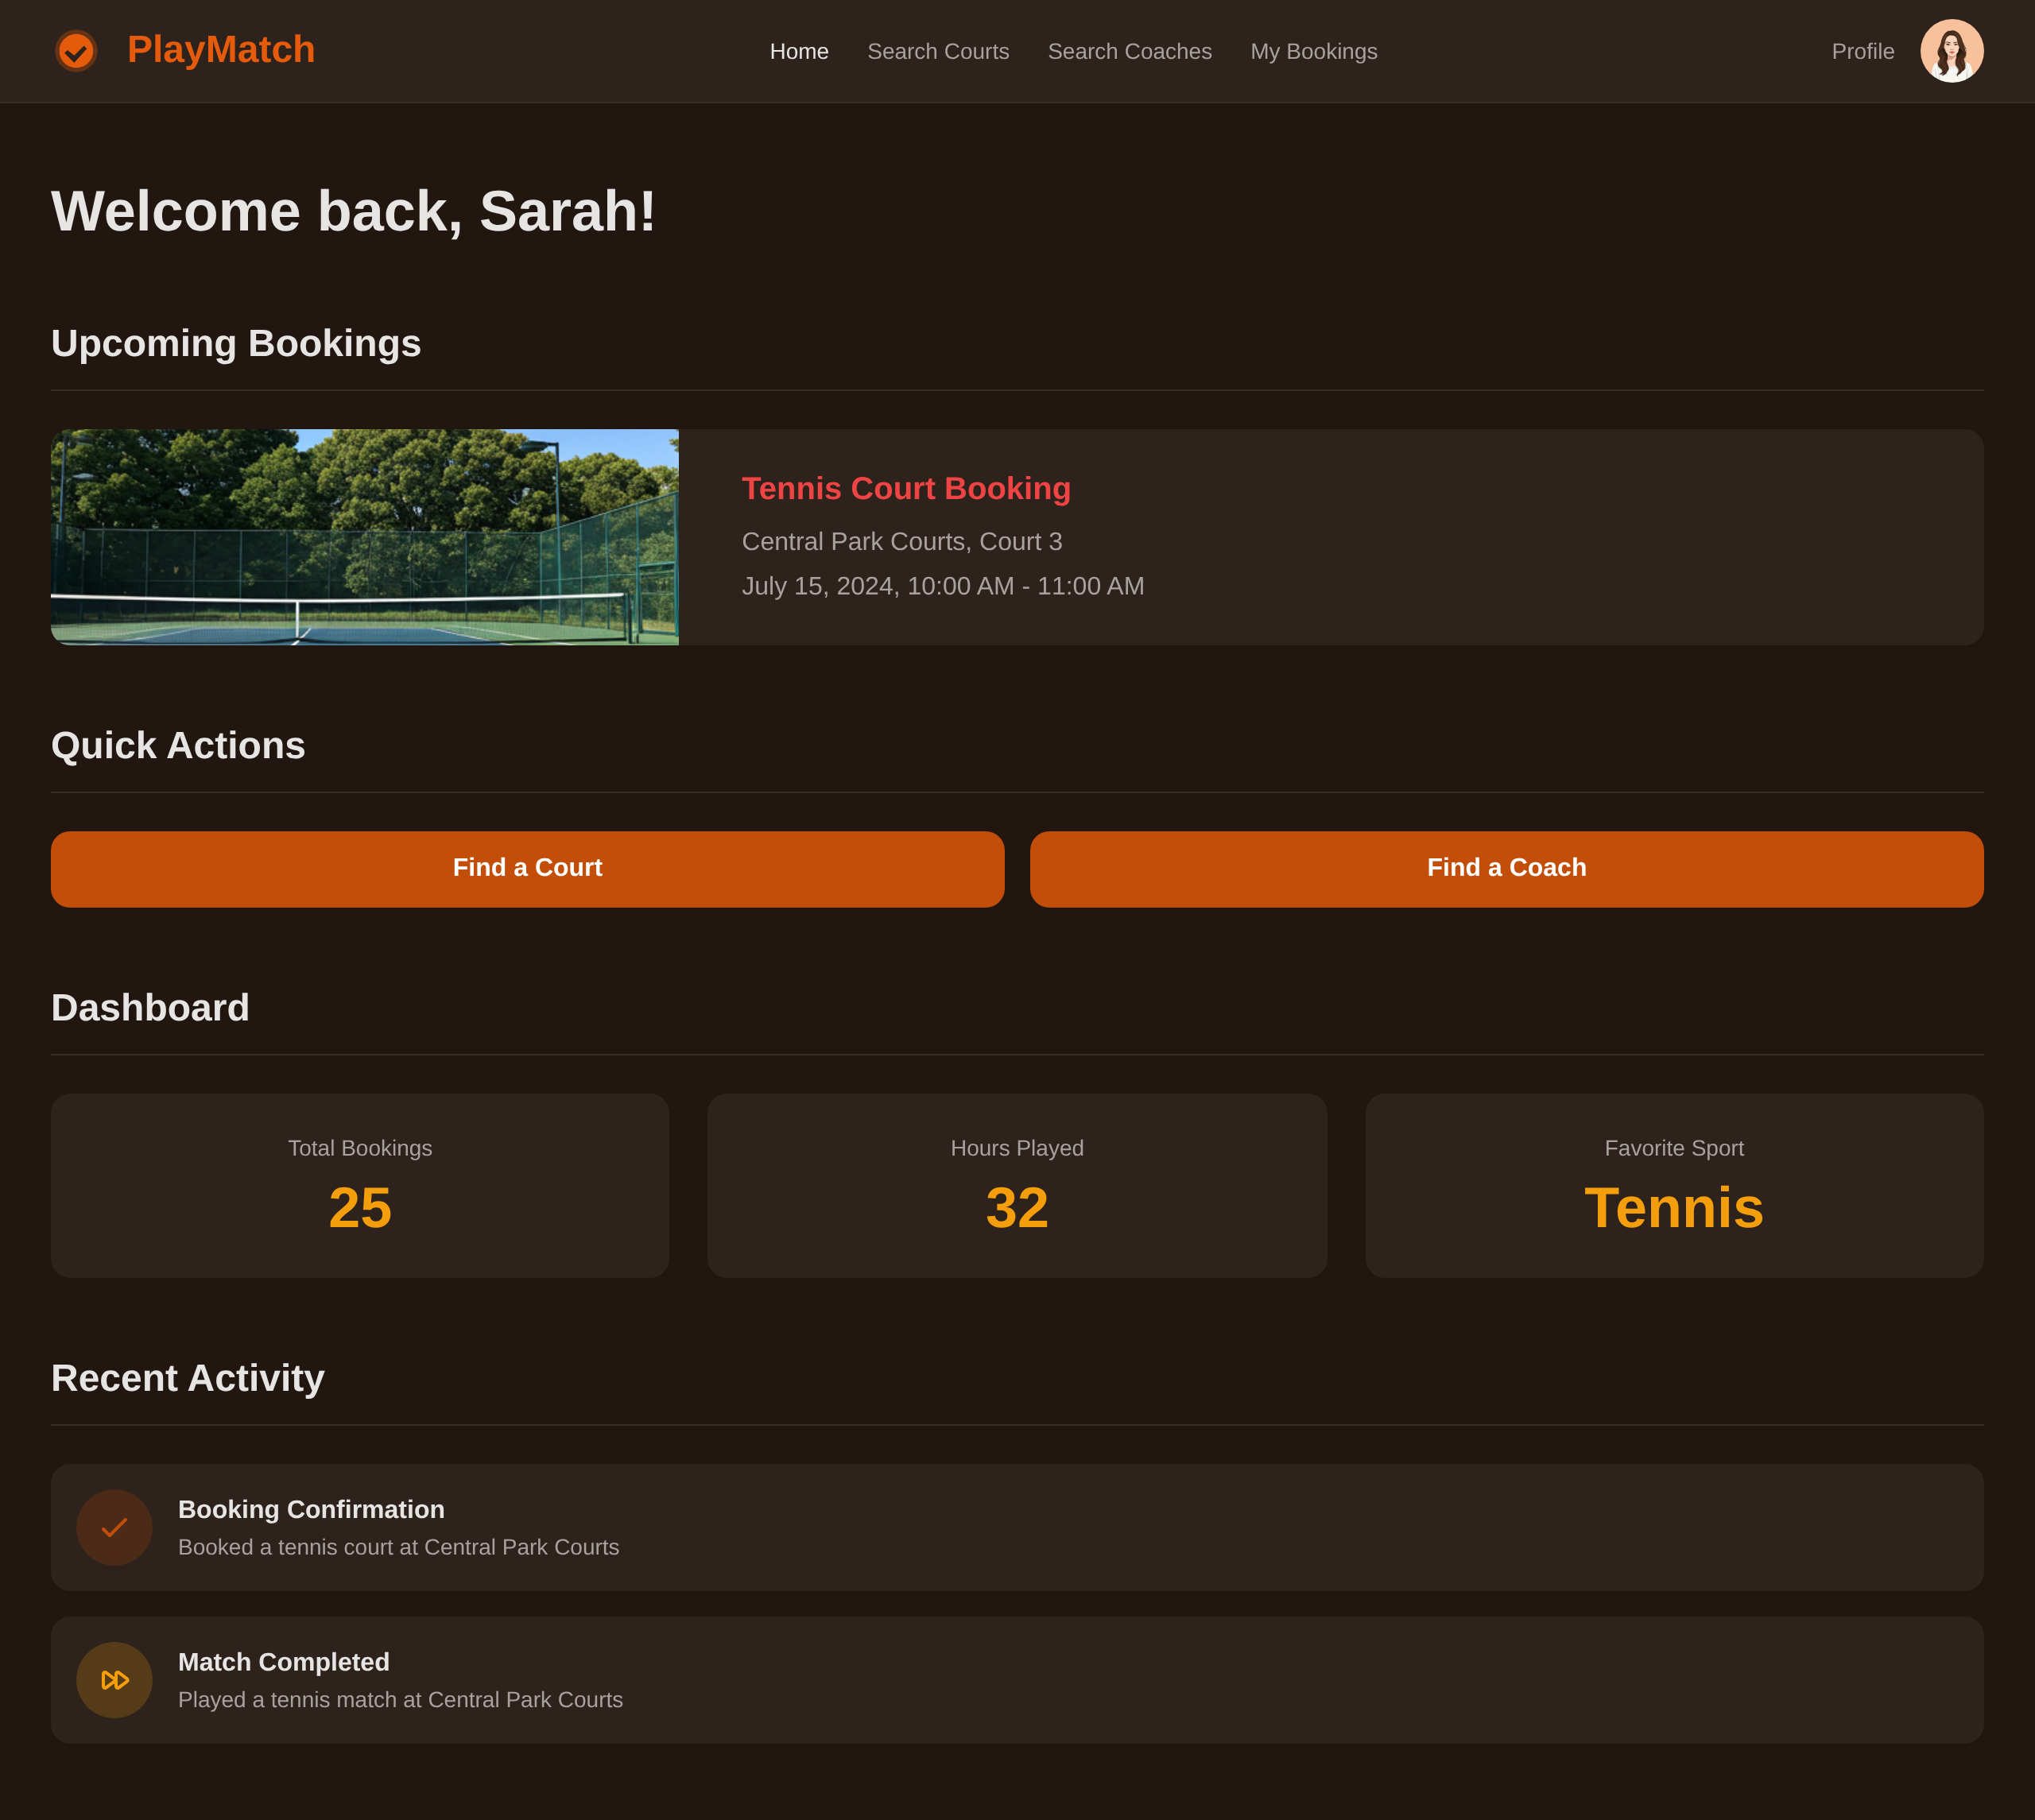 PlayMatch
Home
Search Courts
Search Coaches
My Bookings
Profile
Welcome back, Sarah!
Upcoming Bookings
Tennis Court Booking
Central Park Courts, Court 3
July 15, 2024, 10:00 AM - 11:00 AM
Quick Actions
Find a Court
Find a Coach
Dashboard
Total Bookings
25
Hours Played
32
Favorite Sport
Tennis
Recent Activity
Booking Confirmation
Booked a tennis court at Central Park Courts
Match Completed
Played a tennis match at Central Park Courts